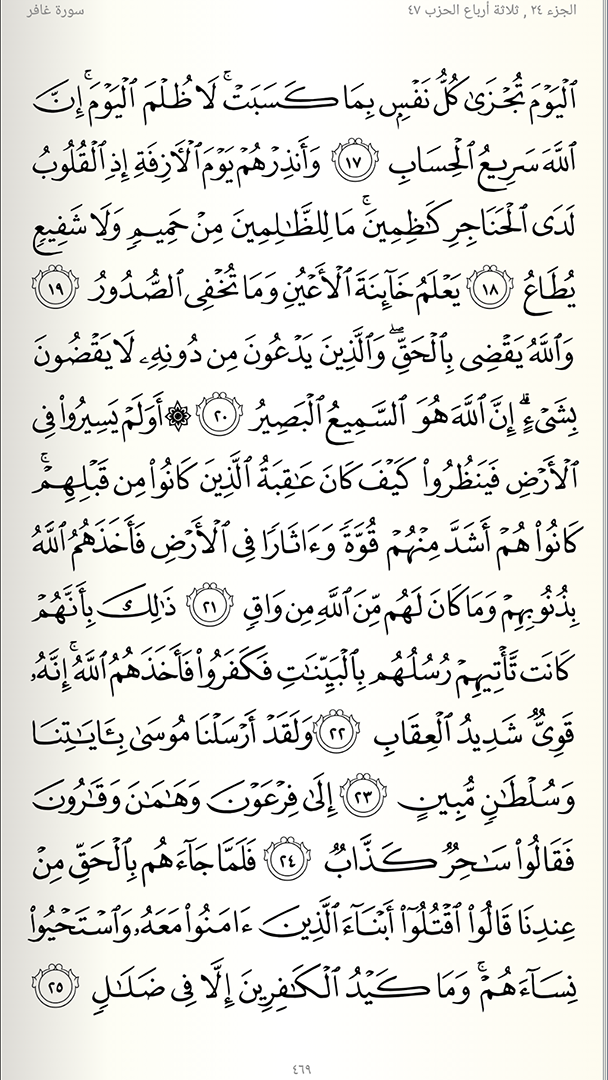 الجزء ٢٤ , ثلاثة أرباع الحزب ٤٧
سورة غافر
ٱلۡيَوۡمَ تُجۡزَىٰ كُلُّ نَفۡسِۭ بِمَا كَسَبَتۡۚ لَا ظُلۡمَ ٱلۡيَوۡمَۚ إِنَّ
ٱللَّهَ سَرِيعُ ٱلۡحِسَابِ ١٧ وَأَنذِرۡهُمۡ يَوۡمَ ٱلۡأٓزِفَةِ إِذِ ٱلۡقُلُوبُ
لَدَى ٱلۡحَنَاجِرِ كَٰظِمِينَۚ مَا لِلظَّٰلِمِينَ مِنۡ حَمِيمٖ وَلَا شَفِيعٖ
يُطَاعُ ١٨ يَعۡلَمُ خَآئِنَةَ ٱلۡأَعۡيُنِ وَمَا تُخۡفِي ٱلصُّدُورُ ١٩
وَٱللَّهُ يَقۡضِي بِٱلۡحَقِّۖ وَٱلَّذِينَ يَدۡعُونَ مِن دُونِهِۦ لَا يَقۡضُونَ
بِشَيۡءٍۗ إِنَّ ٱللَّهَ هُوَ ٱلسَّمِيعُ ٱلۡبَصِيرُ ٢٠ ۞أَوَلَمۡ يَسِيرُواْ فِي
ٱلۡأَرۡضِ فَيَنظُرُواْ كَيۡفَ كَانَ عَٰقِبَةُ ٱلَّذِينَ كَانُواْ مِن قَبۡلِهِمۡۚ
كَانُواْ هُمۡ أَشَدَّ مِنۡهُمۡ قُوَّةٗ وَءَاثَارٗا فِي ٱلۡأَرۡضِ فَأَخَذَهُمُ ٱللَّهُ
بِذُنُوبِهِمۡ وَمَا كَانَ لَهُم مِّنَ ٱللَّهِ مِن وَاقٖ ٢١ ذَٰلِكَ بِأَنَّهُمۡ
كَانَت تَّأۡتِيهِمۡ رُسُلُهُم بِٱلۡبَيِّنَٰتِ فَكَفَرُواْ فَأَخَذَهُمُ ٱللَّهُۚ إِنَّهُۥ
قَوِيّٞ شَدِيدُ ٱلۡعِقَابِ ٢٢ وَلَقَدۡ أَرۡسَلۡنَا مُوسَىٰ بِـَٔايَٰتِنَا
وَسُلۡطَٰنٖ مُّبِينٍ ٢٣ إِلَىٰ فِرۡعَوۡنَ وَهَٰمَٰنَ وَقَٰرُونَ
فَقَالُواْ سَٰحِرٞ كَذَّابٞ ٢٤ فَلَمَّا جَآءَهُم بِٱلۡحَقِّ مِنۡ
عِندِنَا قَالُواْ ٱقۡتُلُوٓاْ أَبۡنَآءَ ٱلَّذِينَ ءَامَنُواْ مَعَهُۥ وَٱسۡتَحۡيُواْ
نِسَآءَهُمۡۚ وَمَا كَيۡدُ ٱلۡكَٰفِرِينَ إِلَّا فِي ضَلَٰلٖ ٢٥
٤٦٩